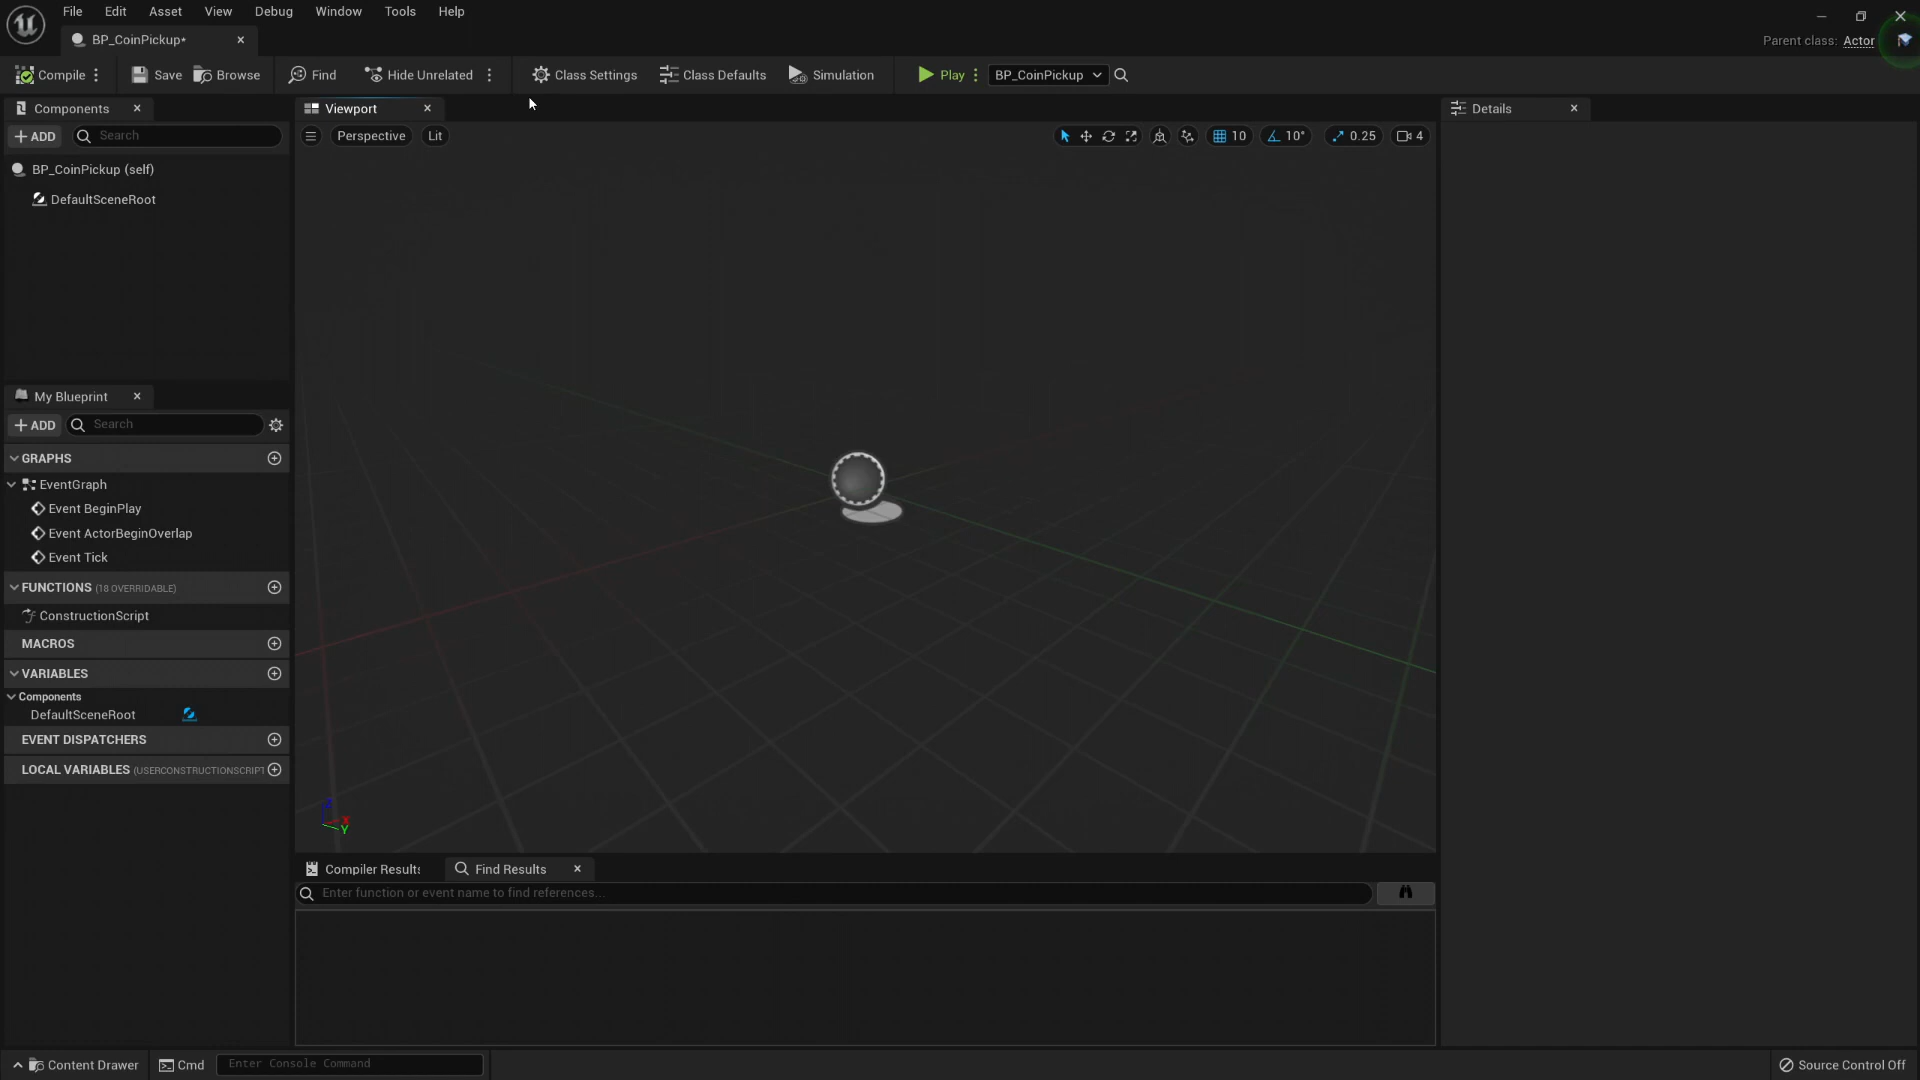 File Edit Asset View Debug Window Tools Help
BP_CoinPickup*
Parent class: Actor
Compile Save Browse Find Hide Unrelated Class Settings Class Defaults Simulation Play BP_CoinPickup
Components Viewport Details
ADD Search Perspective Lit 10 10° 0.25 4
BP_CoinPickup (self)
DefaultSceneRoot
My Blueprint
ADD Search
GRAPHS
EventGraph
Event BeginPlay
Event ActorBeginOverlap
Event Tick
FUNCTIONS (18 OVERRIDABLE)
ConstructionScript
MACROS
VARIABLES
Components
DefaultSceneRoot
EVENT DISPATCHERS
LOCAL VARIABLES (USERCONSTRUCTIONSCRIPT
Z
X
Y
Compiler Results Find Results
Enter function or event name to find references...
Content Drawer Cmd Enter Console Command Source Control Off